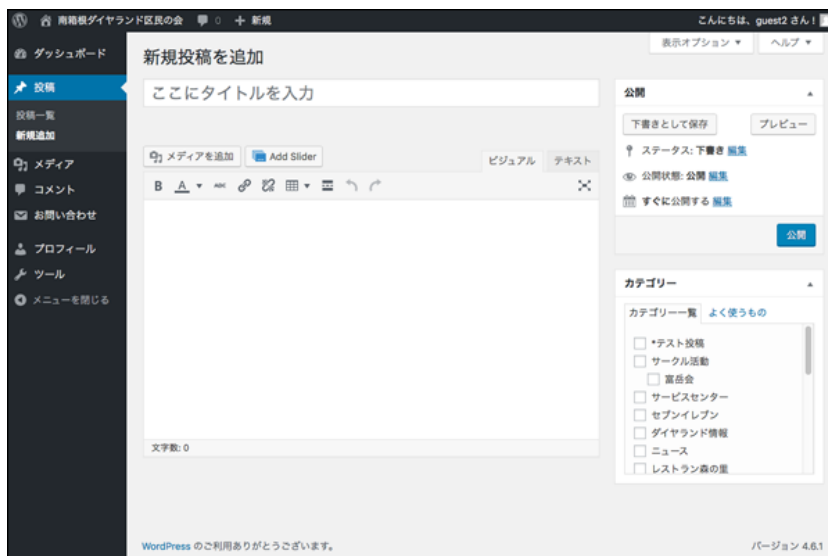 南箱根ダイヤランド区民の会 0 + 新規 こんにちは、guest2 さん!
ダッシュボード
投稿
投稿一覧
新規追加
メディア
コメント
お問い合わせ
プロフィール
ツール
メニューを閉じる
表示オプション ▼ ヘルプ ▼
新規投稿を追加
ここにタイトルを入力
メディアを追加 Add Slider
ビジュアル テキスト
B A ABC
文字数: 0
公開
下書きとして保存 プレビュー
ステータス: 下書き 編集
公開状態: 公開 編集
すぐに公開する 編集
公開
カテゴリー
カテゴリー一覧 よく使うもの
*テスト投稿
サークル活動
富岳会
サービスセンター
セブンイレブン
ダイヤランド情報
ニュース
レストラン森の里
WordPress のご利用ありがとうございます。 バージョン 4.6.1